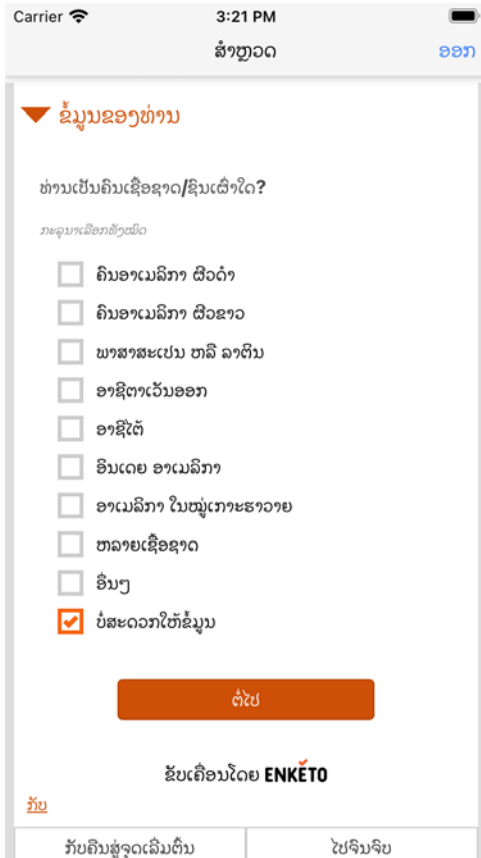 Carrier 3:21 PM
ສຳຫຼວດ ອອກ
ຂໍ້ມູນຂອງທ່ານ
ທ່ານເປັນຄົນເຊື້ອຊາດ/ຊົນເຜົ່າໃດ?
ກະລຸນາເລືອກທັງໝົດ
ຄົນອາເມລິກາ ຜິວດຳ
ຄົນອາເມລິກາ ຜິວຂາວ
ພາສາສະເປນ ຫລື ລາຕິນ
ອາຊີຕາເວັນອອກ
ອາຊີໃຕ້
ອິນເດຍ ອາເມລິກາ
ອາເມລິກາ ໃນໝູ່ເກາະຮາວາຍ
ຫລາຍເຊື້ອຊາດ
ອື່ນໆ
ບໍ່ສະດວກໃຫ້ຂໍ້ມູນ
ຕໍ່ໄປ
ຂັບເຄື່ອນໂດຍ ENKETO
ກັບ
ກັບຄືນສູ່ຈຸດເລີ່ມຕົ້ນ ໄປຈົນຈົບ